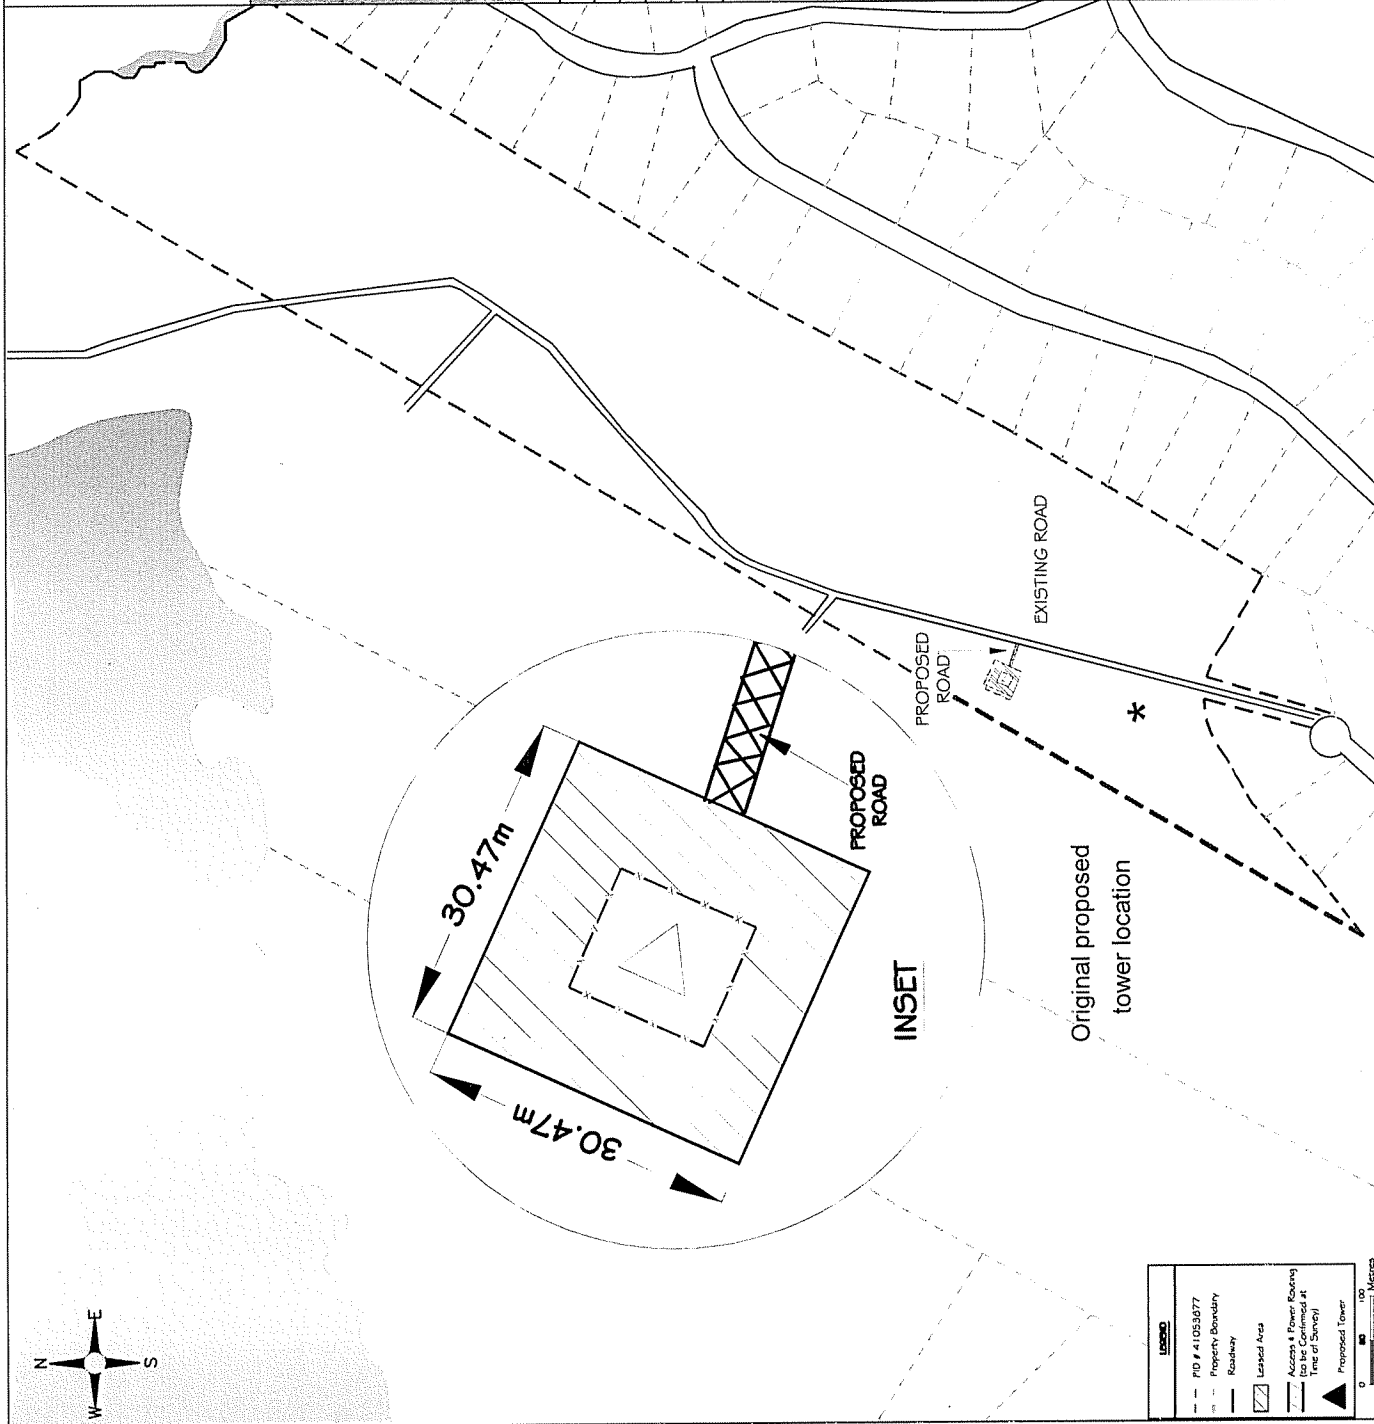 N
W
E
S
30.47m
30.47m
PROPOSED
ROAD
INSET
PROPOSED
ROAD
EXISTING ROAD
*
Original proposed
tower location
LEGEND
PID # 41053877
Property Boundary
Roadway
Leased Area
Access & Power Routing
(to be Confirmed at
Time of Survey)
Proposed Tower
0 100
Metres